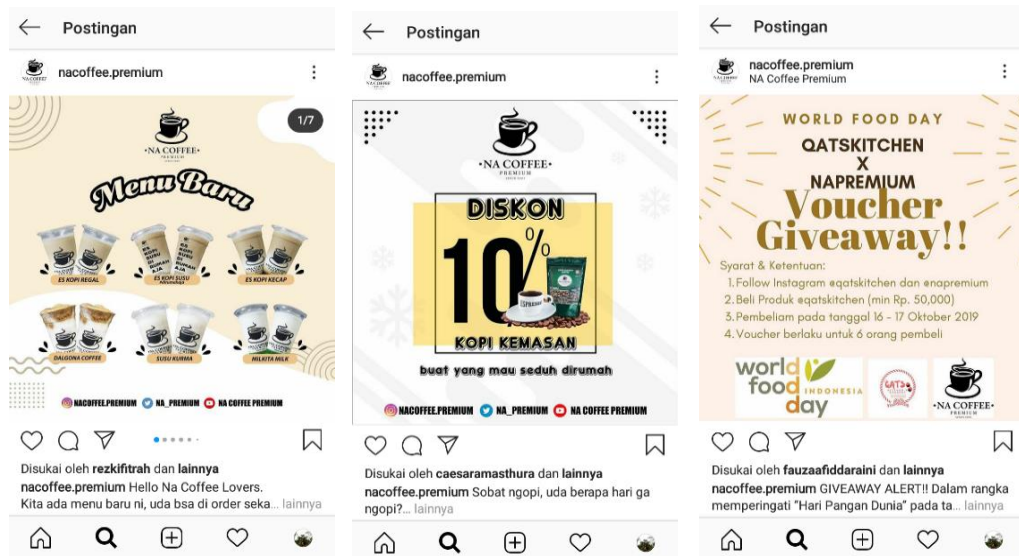 Postingan
nacoffee.premium
1/7
•NA COFFEE•
PREMIUM
Menu Baru
ES KOPI REGAL
ES KOPI SUSU
ES KOPI KECAP
DALGONA COFFEE
SUSU KURMA
MILKITA MILK
NACOFFEE.PREMIUM NA_PREMIUM NA COFFEE PREMIUM
Disukai oleh rezkifitrah dan lainnya
nacoffee.premium Hello Na Coffee Lovers.
Kita ada menu baru ni, uda bsa di order seka... lainnya
Postingan
nacoffee.premium
•NA COFFEE•
PREMIUM
DISKON
10%
ESPRESSO
KOPI KEMASAN
buat yang mau seduh dirumah
NACOFFEE.PREMIUM NA_PREMIUM NA COFFEE PREMIUM
Disukai oleh caesaramasthura dan lainnya
nacoffee.premium Sobat ngopi, uda berapa hari ga
ngopi?... lainnya
Postingan
nacoffee.premium
NA Coffee Premium
WORLD FOOD DAY
QATSKITCHEN
X
NAPREMIUM
Voucher
Giveaway!!
Syarat & Ketentuan:
1. Follow Instagram @qatskitchen dan @napremium
2. Beli Produk @qatskitchen (min Rp. 50,000)
3. Pembeliam pada tanggal 16 - 17 Oktober 2019
4. Voucher berlaku untuk 6 orang pembeli
world
food INDONESIA
day
•NA COFFEE•
PREMIUM
Disukai oleh fauzaafiddaraini dan lainnya
nacoffee.premium GIVEAWAY ALERT!! Dalam rangka
memperingati “Hari Pangan Dunia” pada ta... lainnya